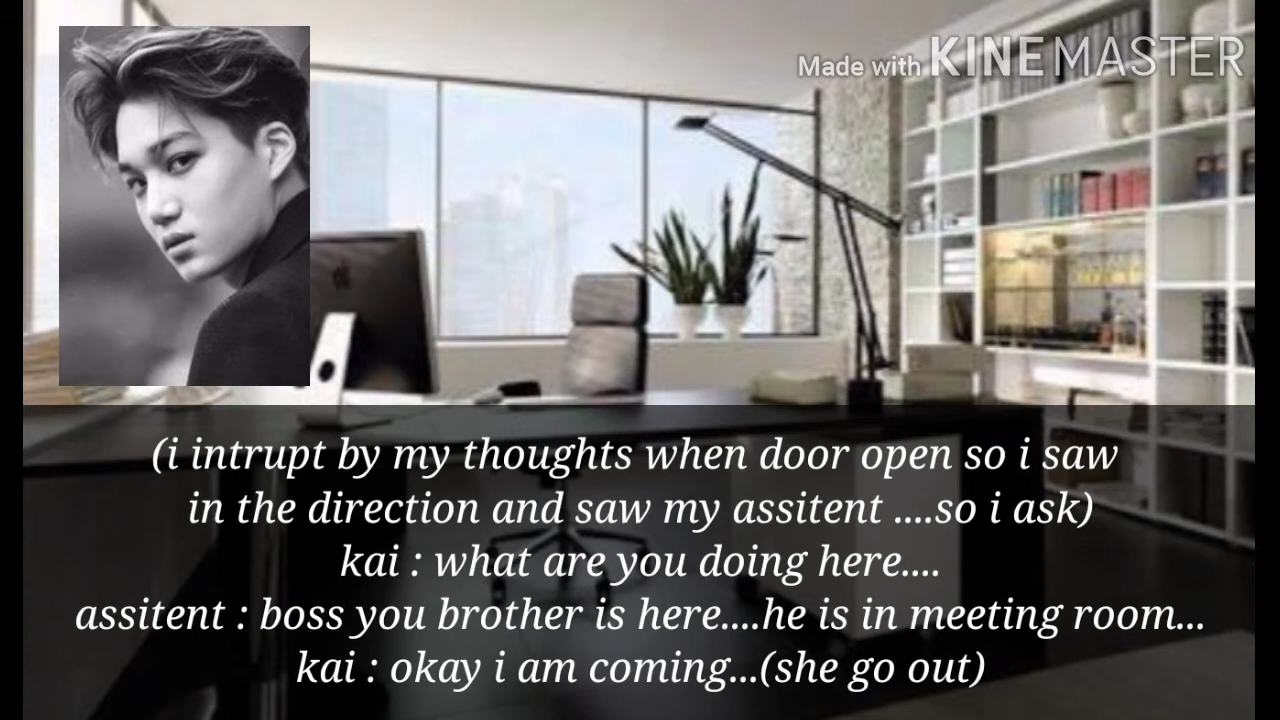 Made with KINEMASTER
(i intrupt by my thoughts when door open so i saw
in the direction and saw my assitent ....so i ask)
kai : what are you doing here....
assitent : boss you brother is here....he is in meeting room...
kai : okay i am coming...(she go out)